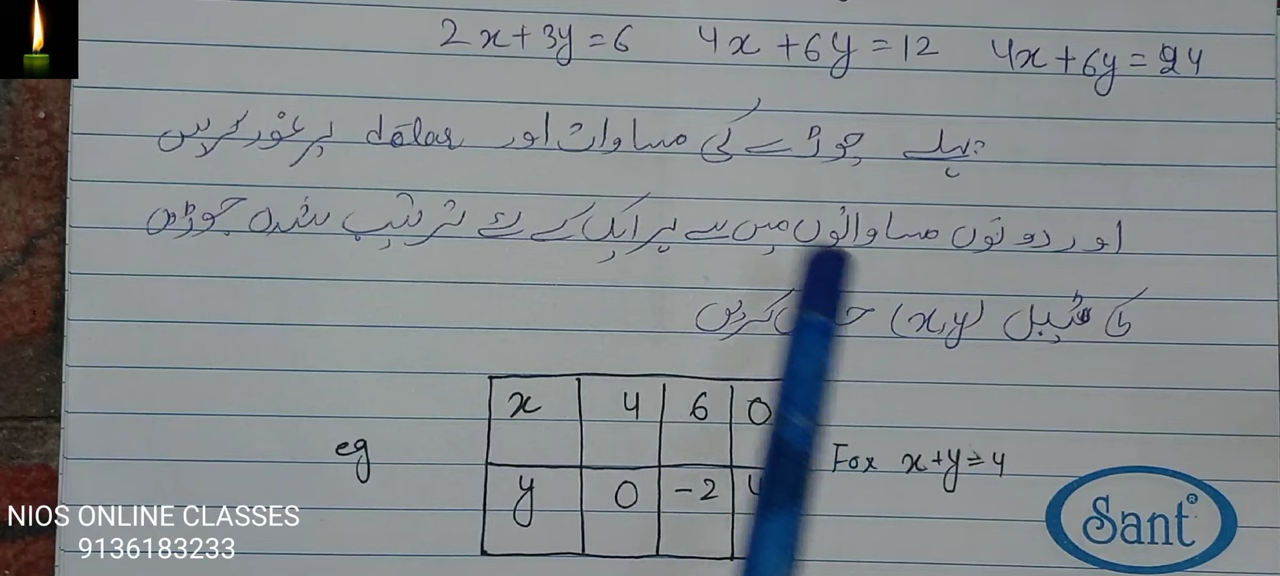 2x+3y=6 4x+6y=12 4x+6y=24
پہلے جوڑے کی مساوات اور پر غور کریں
اور دونوں مساواتوں میں سے ہر ایک کے لئے ترتیب شدہ جوڑوں
کا ٹیبل (x,y) کریں
x 4 6 0
eg For x+y=4
y 0 -2 4
Sant®
NIOS ONLINE CLASSES
9136183233